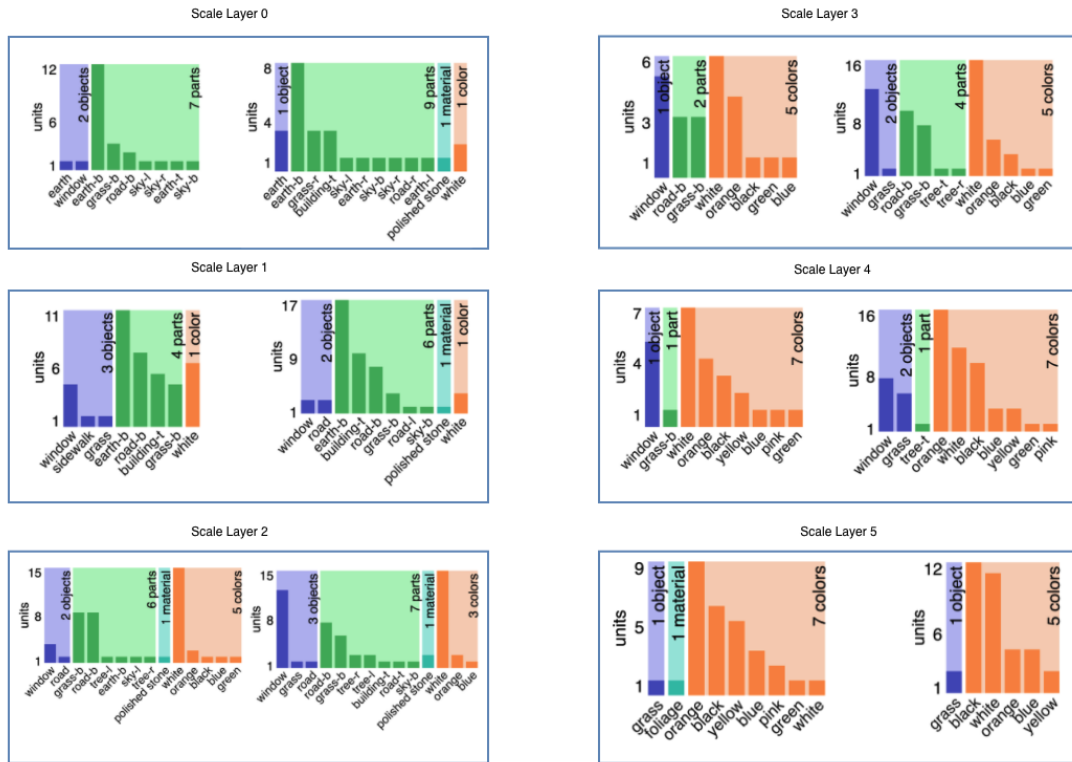 Scale Layer 0
12
6
1
units
2 objects
7 parts
earth
window
earth-b
grass-b
road-b
sky-l
sky-r
earth-t
sky-b
8
4
1
units
1 object
9 parts
1 material
1 color
earth
earth-b
grass-r
building-t
sky-l
earth-r
sky-b
sky-r
road-r
earth-l
polished stone
white
Scale Layer 3
6
3
1
units
1 object
2 parts
5 colors
window
road-b
grass-b
white
orange
black
green
blue
16
8
1
units
2 objects
4 parts
5 colors
window
grass
road-b
grass-b
tree-t
tree-r
white
orange
black
blue
green
Scale Layer 1
11
6
1
units
3 objects
4 parts
1 color
window
sidewalk
grass
earth-b
road-b
building-t
grass-b
white
17
9
1
units
2 objects
6 parts
1 material
1 color
window
road
earth-b
building-t
road-b
grass-b
road-l
sky-b
polished stone
white
Scale Layer 4
7
4
1
units
1 object
1 part
7 colors
window
grass-b
white
orange
black
yellow
blue
pink
green
16
8
1
units
2 objects
1 part
7 colors
window
grass
tree-t
orange
white
black
blue
yellow
green
pink
Scale Layer 2
15
8
1
units
2 objects
6 parts
1 material
5 colors
window
road
grass-b
road-b
tree-l
earth-b
sky-l
tree-r
polished stone
white
orange
black
blue
green
15
8
1
units
3 objects
7 parts
1 material
3 colors
window
grass
road
road-b
grass-b
tree-r
tree-l
building-t
road-t
sky-b
polished stone
white
orange
blue
Scale Layer 5
9
5
1
units
1 object
1 material
7 colors
grass
foliage
orange
black
yellow
blue
pink
green
white
12
6
1
units
1 object
5 colors
grass
black
white
orange
blue
yellow